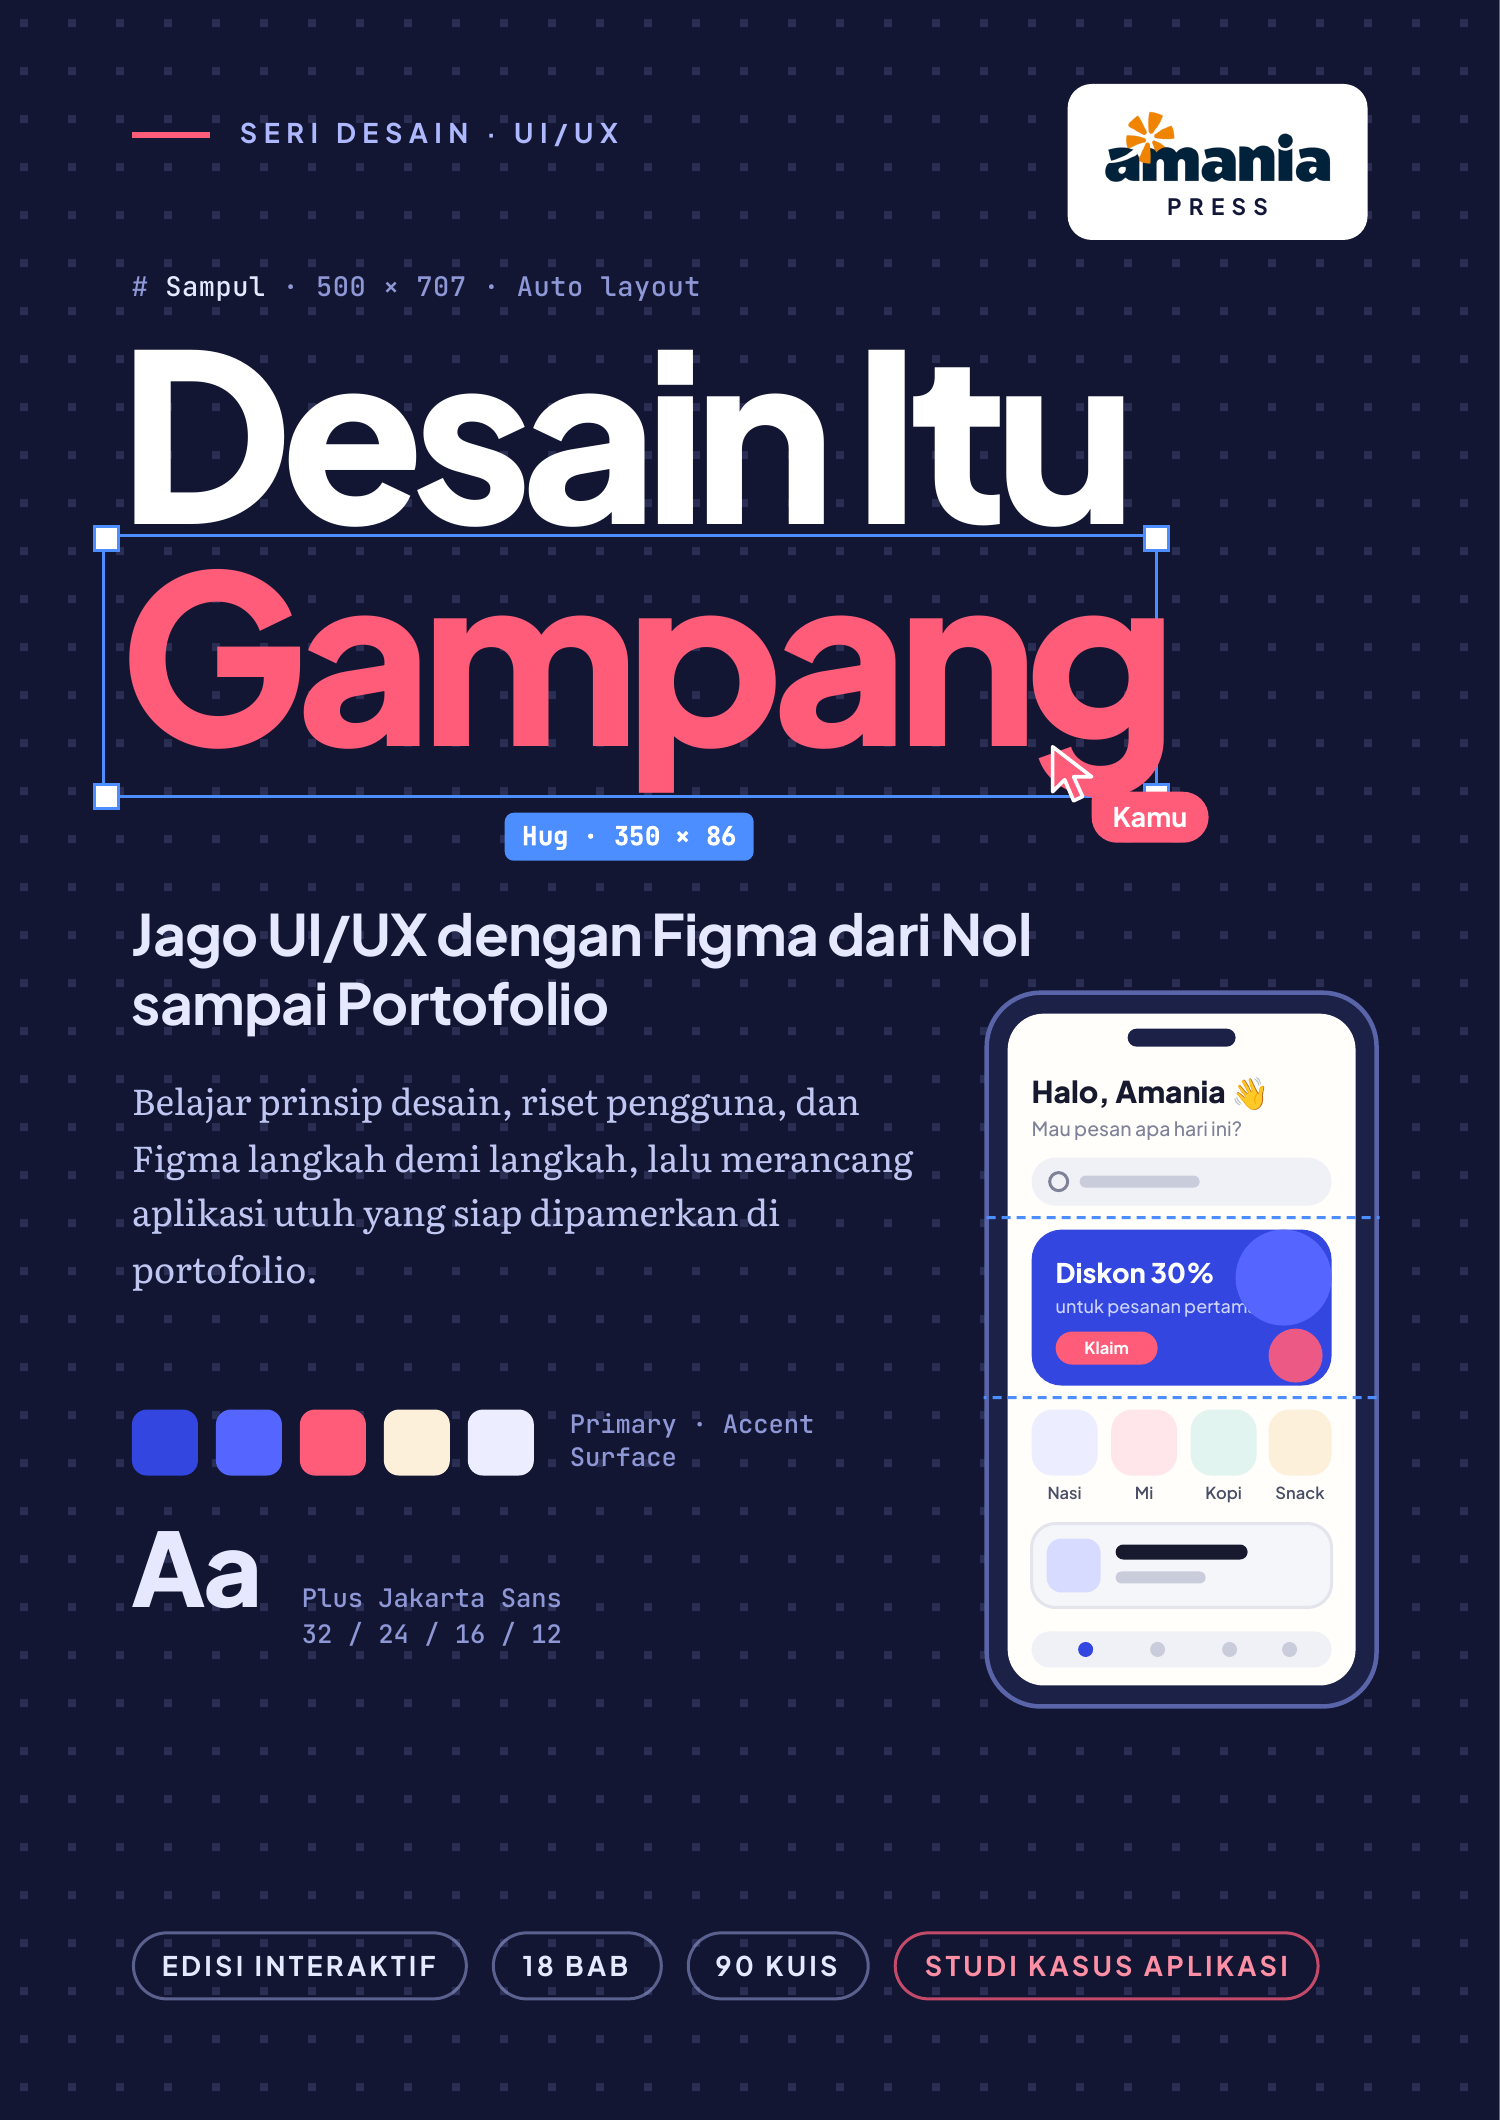 SERI DESAIN · UI/UX
amania
PRESS
# Sampul · 500 × 707 · Auto layout
Desain Itu
Gampang
Kamu
Hug · 350 × 86
Jago UI/UX dengan Figma dari Nol
sampai Portofolio
Belajar prinsip desain, riset pengguna, dan
Figma langkah demi langkah, lalu merancang
aplikasi utuh yang siap dipamerkan di
portofolio.
Primary · Accent
Surface
Aa
Plus Jakarta Sans
32 / 24 / 16 / 12
Halo, Amania 👋
Mau pesan apa hari ini?
Diskon 30%
untuk pesanan pertam
Klaim
Nasi
Mi
Kopi
Snack
EDISI INTERAKTIF
18 BAB
90 KUIS
STUDI KASUS APLIKASI